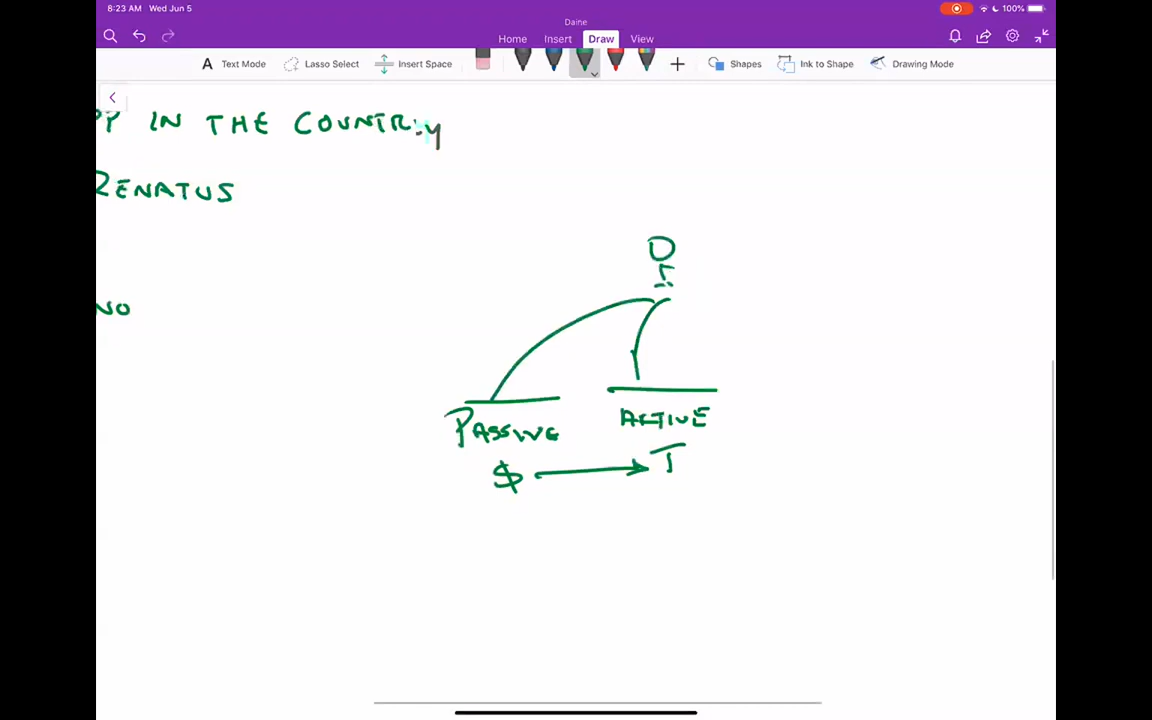 8:23 AM Wed Jun 5
100%
Daine
Home Insert Draw View
Text Mode Lasso Select Insert Space Shapes Ink to Shape Drawing Mode
IN THE COUNTRY
RENATUS
D
NO
PASSIVE ACTIVE
$ T